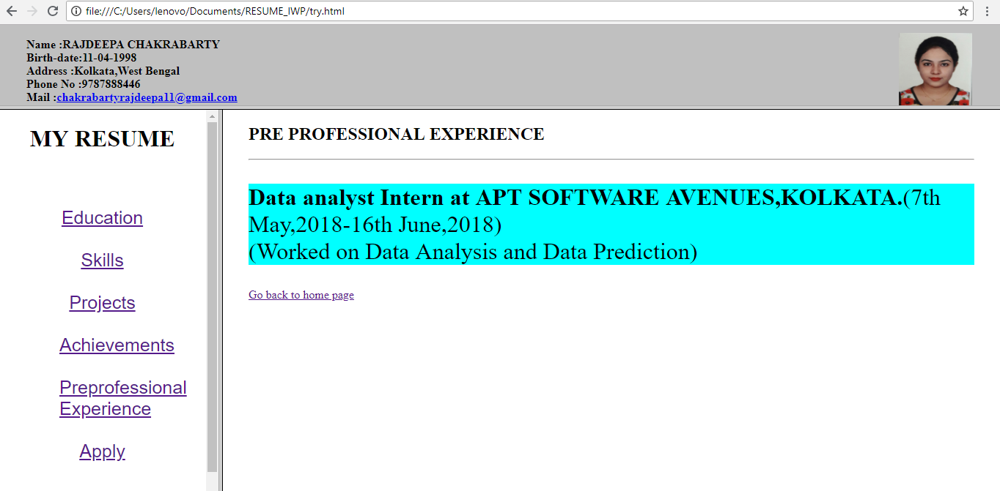 file:///C:/Users/lenovo/Documents/RESUME_IWP/try.html
Name :RAJDEEPA CHAKRABARTY
Birth-date:11-04-1998
Address :Kolkata,West Bengal
Phone No :9787888446
Mail :chakrabartyrajdeepa11@gmail.com
MY RESUME
Education
Skills
Projects
Achievements
Preprofessional
Experience
Apply
PRE PROFESSIONAL EXPERIENCE
Data analyst Intern at APT SOFTWARE AVENUES,KOLKATA.(7th
May,2018-16th June,2018)
(Worked on Data Analysis and Data Prediction)
Go back to home page